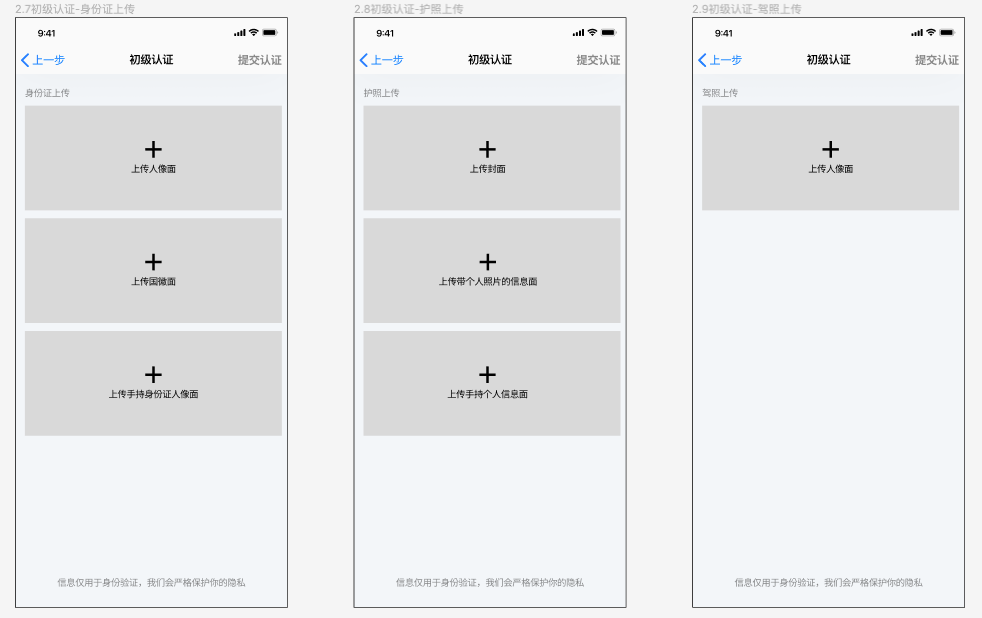 2.7初级认证-身份证上传
9:41
上一步
初级认证
提交认证
身份证上传
上传人像面
上传国徽面
上传手持身份证人像面
信息仅用于身份验证，我们会严格保护你的隐私
2.8初级认证-护照上传
9:41
上一步
初级认证
提交认证
护照上传
上传封面
上传带个人照片的信息面
上传手持个人信息面
信息仅用于身份验证，我们会严格保护你的隐私
2.9初级认证-驾照上传
9:41
上一步
初级认证
提交认证
驾照上传
上传人像面
信息仅用于身份验证，我们会严格保护你的隐私